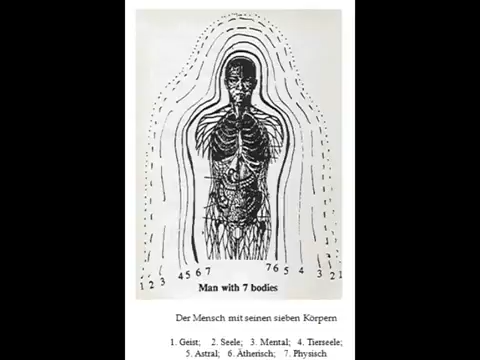 1 2 3 4 5 6 7 7 6 5 4 3 2 1
Man with 7 bodies
Der Mensch mit seinen sieben Körpern
1. Geist; 2. Seele; 3. Mental; 4. Tierseele;
5. Astral; 6. Ätherisch; 7. Physisch